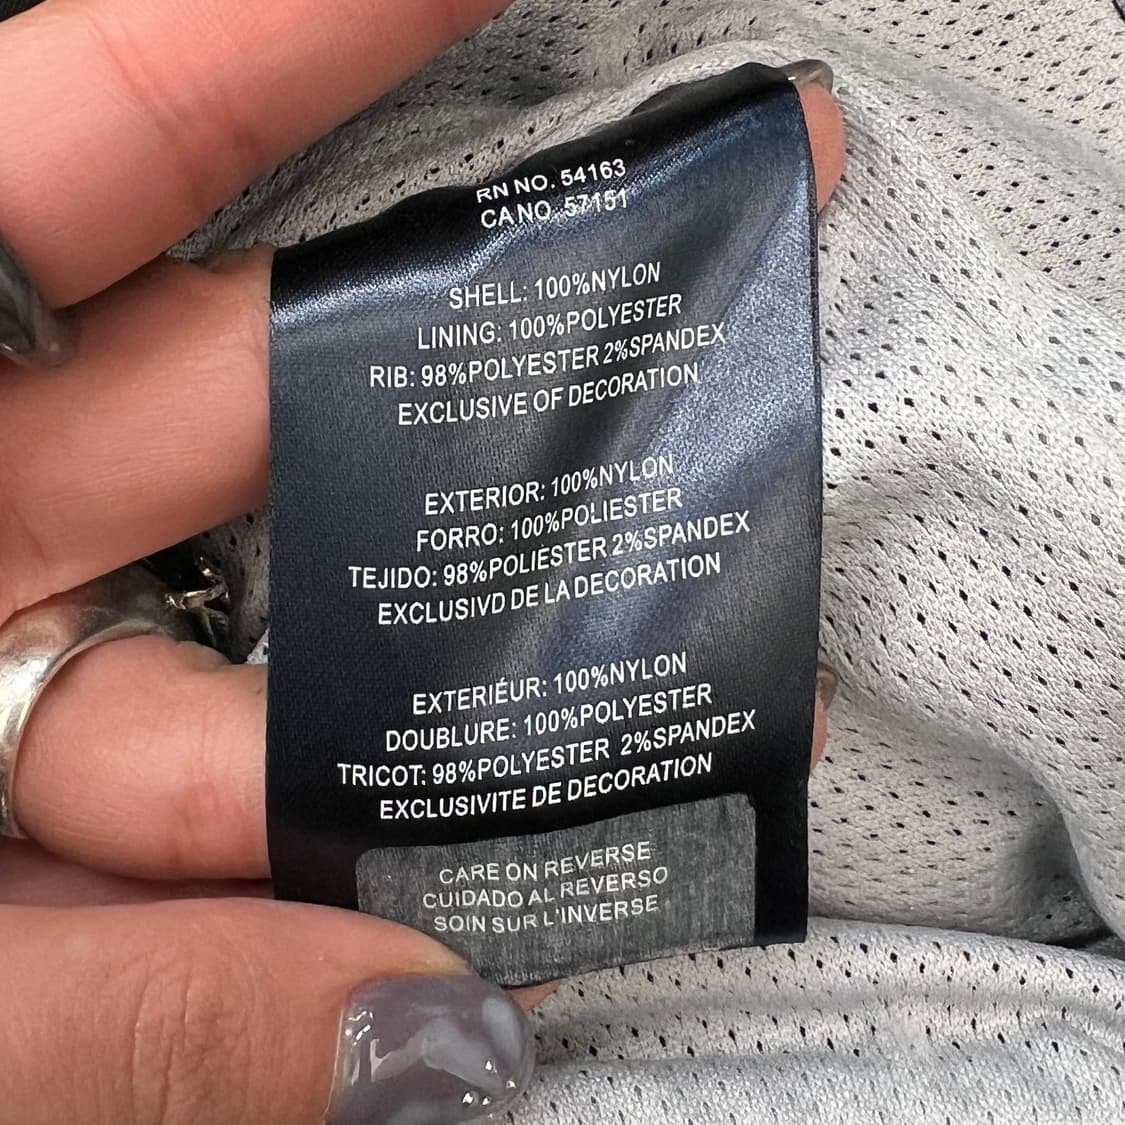 RN NO. 54163
CA NO. 57151
SHELL: 100%NYLON
LINING: 100%POLYESTER
RIB: 98%POLYESTER 2%SPANDEX
EXCLUSIVE OF DECORATION
EXTERIOR: 100%NYLON
FORRO: 100%POLIESTER
TEJIDO: 98%POLIESTER 2%SPANDEX
EXCLUSIVD DE LA DECORATION
EXTERIÉUR: 100%NYLON
DOUBLURE: 100%POLYESTER
TRICOT: 98%POLYESTER 2%SPANDEX
EXCLUSIVITE DE DECORATION
CARE ON REVERSE
CUIDADO AL REVERSO
SOIN SUR L'INVERSE